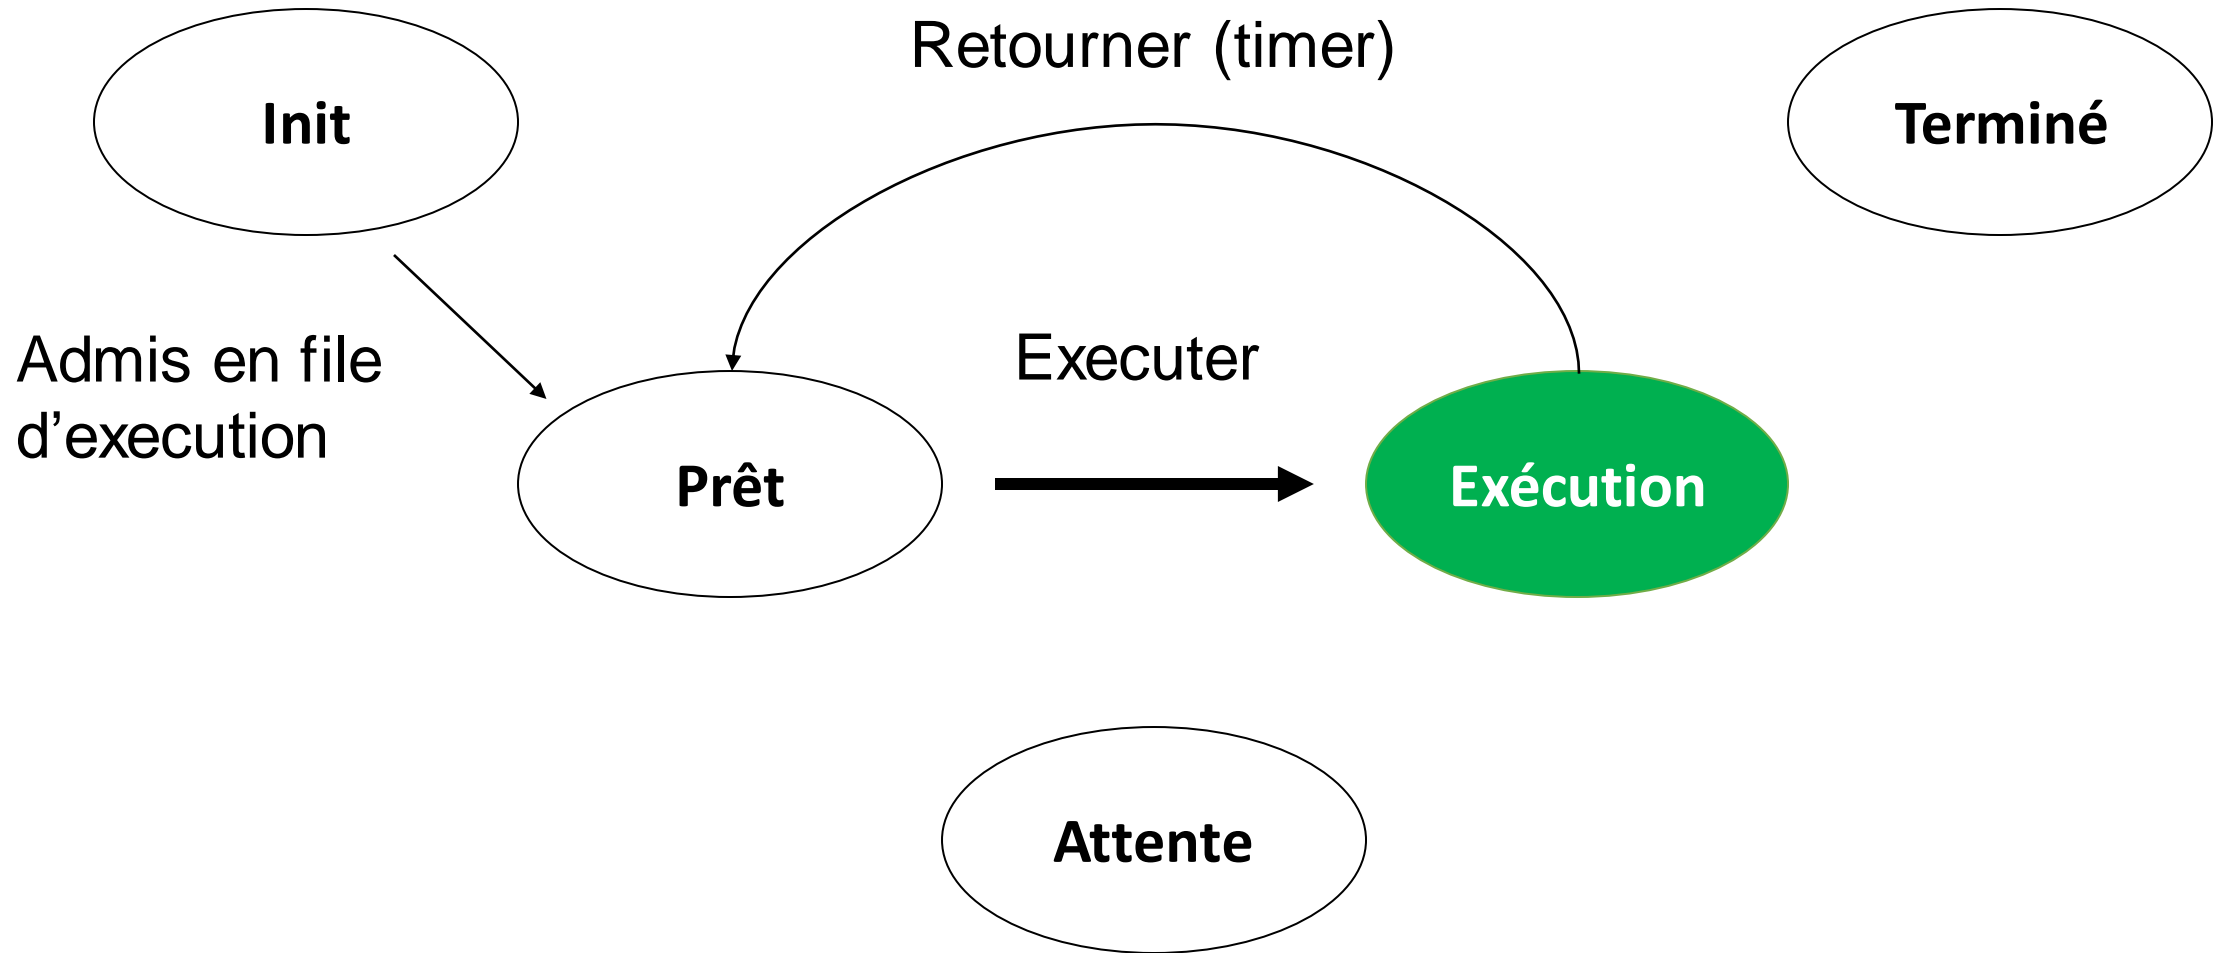 Retourner (timer)
Init
Terminé
Admis en file
d’execution
Executer
Prêt
Exécution
Attente